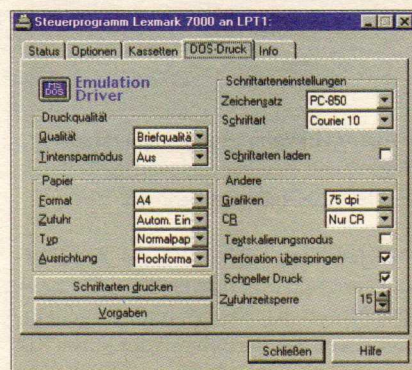 Steuerprogramm Lexmark 7000 an LPT1:
Status Optionen Kassetten DOS-Druck Info
MS DOS
Emulation
Driver
Druckqualität
Qualität Briefqualitä
Tintensparmodus Aus
Papier
Format A4
Zufuhr Autom. Ein
Typ Normalpap
Ausrichtung Hochforma
Schriftarten drucken
Vorgaben
Schriftarteneinstellungen
Zeichensatz PC-850
Schriftart Courier 10
Schriftarten laden
Andere
Grafiken 75 dpi
CR Nur CR
Textskalierungsmodus
Perforation überspringen
Schneller Druck
Zufuhrzeitsperre 15
Schließen Hilfe